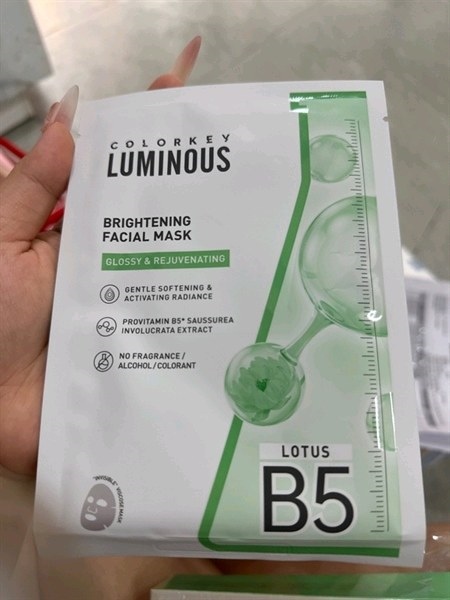 COLORKEY
LUMINOUS
BRIGHTENING
FACIAL MASK
GLOSSY & REJUVENATING
GENTLE SOFTENING &
ACTIVATING RADIANCE
PROVITAMIN B5* SAUSSUREA
INVOLUCRATA EXTRACT
NO FRAGRANCE /
ALCOHOL/COLORANT
LOTUS
B5